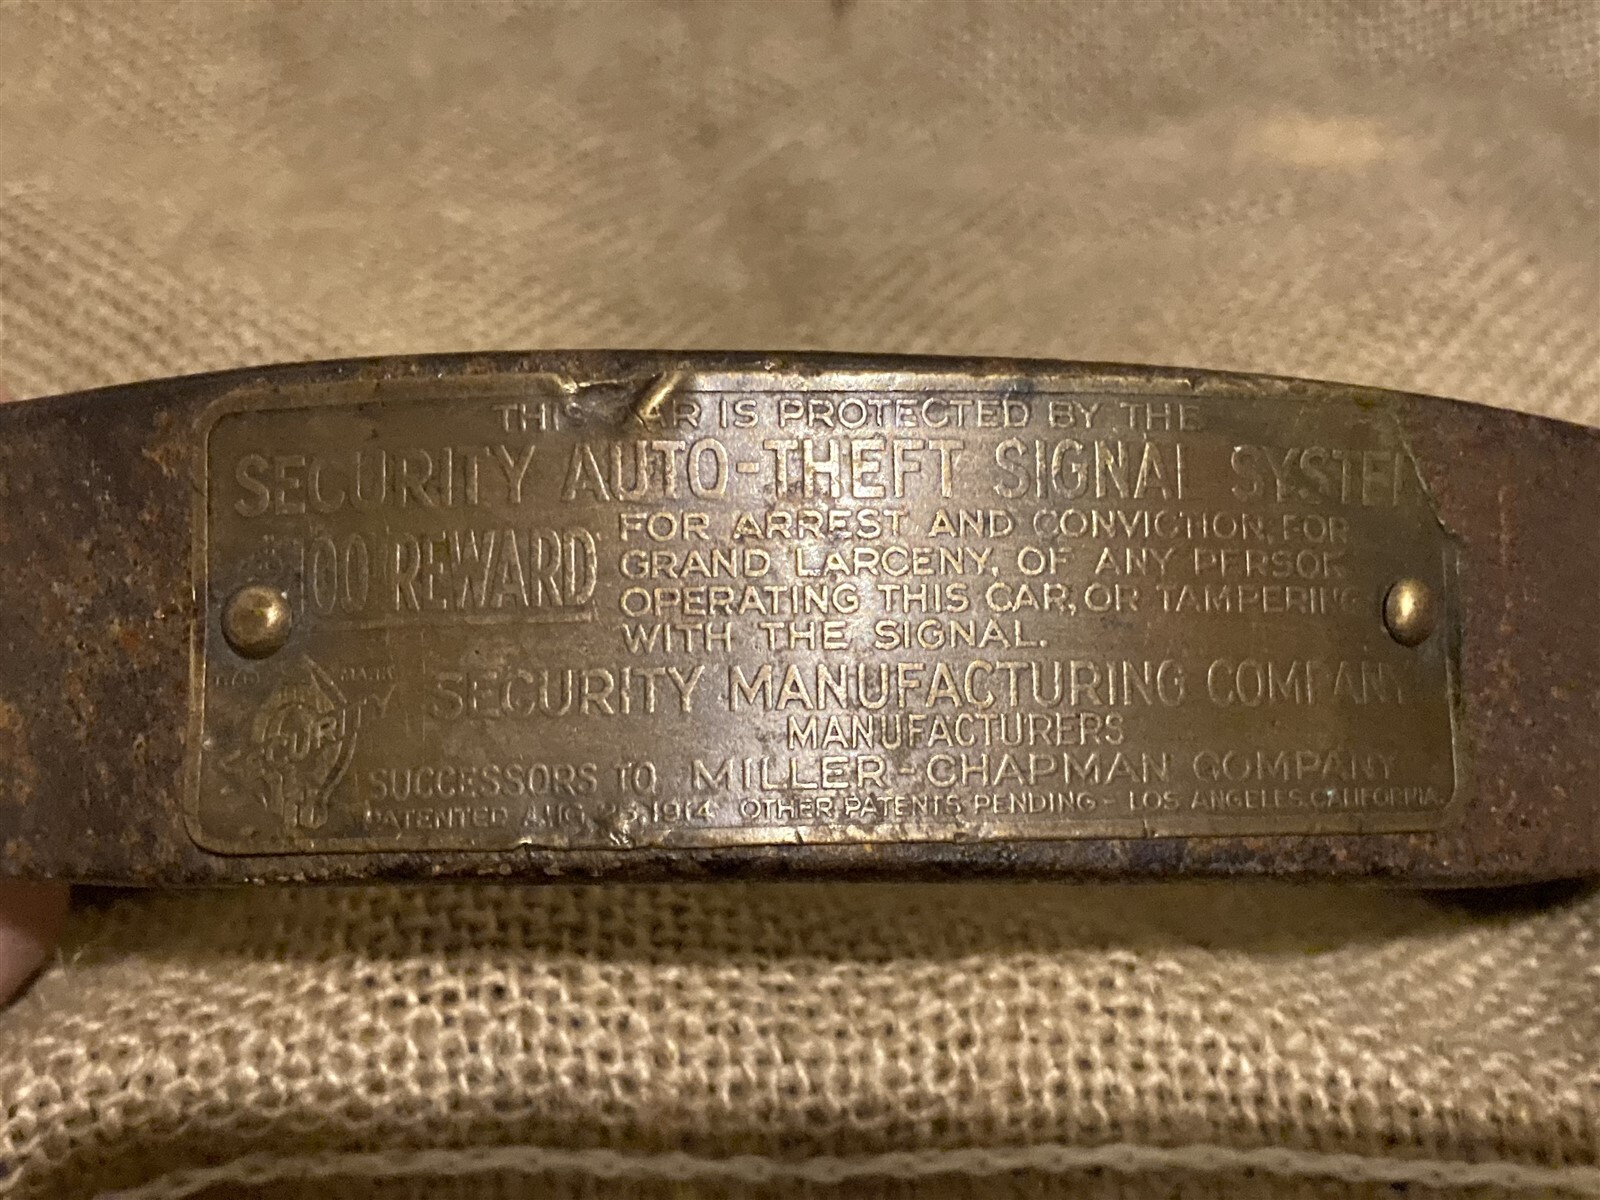 THIS CAR IS PROTECTED BY THE
SECURITY AUTO-THEFT SIGNAL SYSTEM
00 REWARD
FOR ARREST AND CONVICTION, FOR
GRAND LARCENY, OF ANY PERSON
OPERATING THIS CAR, OR TAMPERING
WITH THE SIGNAL.
SECURITY MANUFACTURING COMPANY
MANUFACTURERS
SUCCESSORS TO MILLER-CHAPMAN COMPANY
PATENTED AUG. 25, 1914 OTHER PATENTS PENDING - LOS ANGELES. CALIFORNIA.